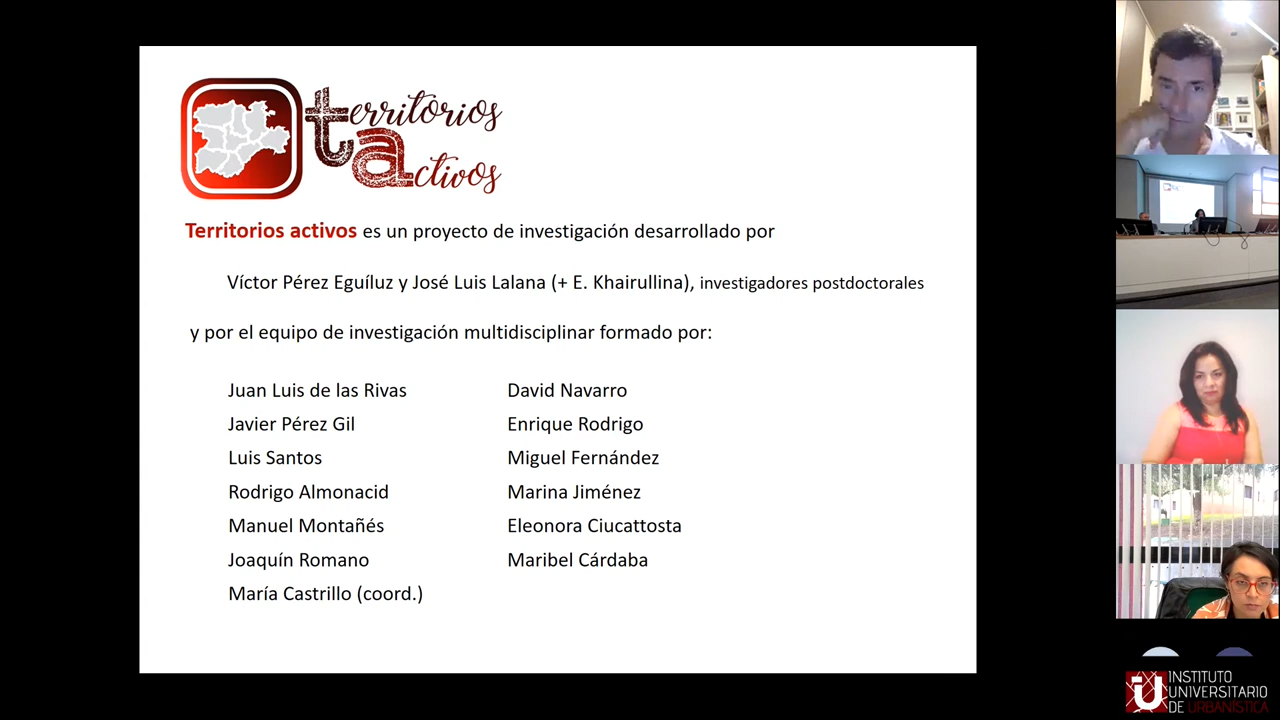 territorios
activos
Territorios activos es un proyecto de investigación desarrollado por
Víctor Pérez Eguíluz y José Luis Lalana (+ E. Khairullina), investigadores postdoctorales
y por el equipo de investigación multidisciplinar formado por:
Juan Luis de las Rivas
Javier Pérez Gil
Luis Santos
Rodrigo Almonacid
Manuel Montañés
Joaquín Romano
María Castrillo (coord.)
David Navarro
Enrique Rodrigo
Miguel Fernández
Marina Jiménez
Eleonora Ciucattosta
Maribel Cárdaba
INSTITUTO
UNIVERSITARIO
DE URBANÍSTICA